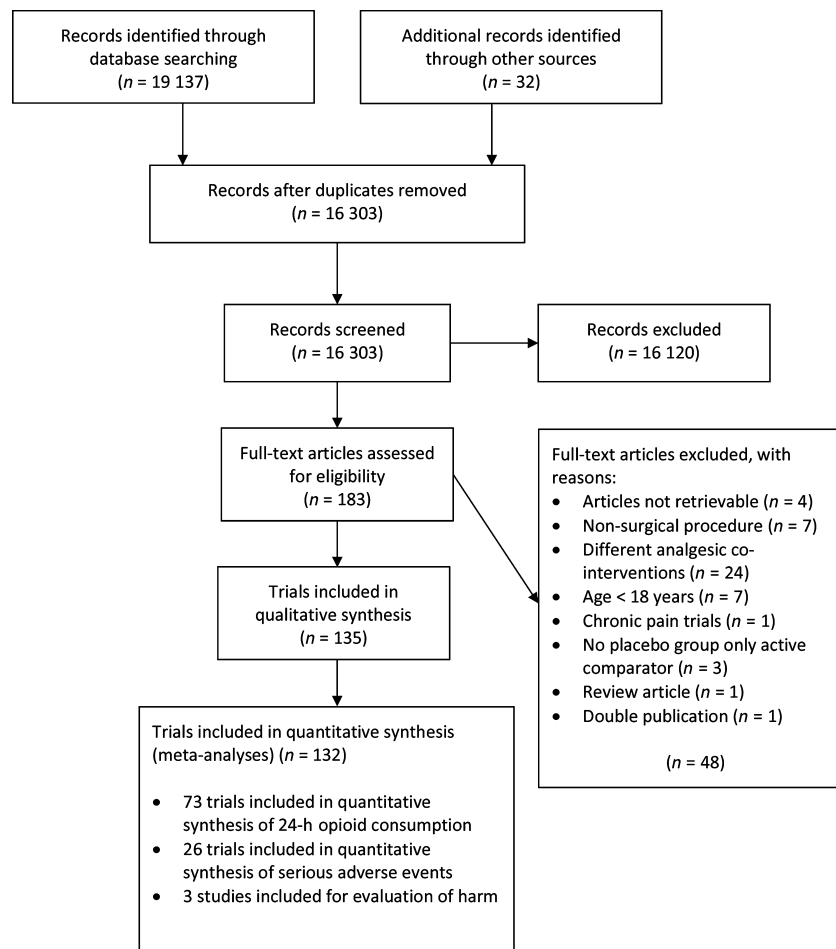 Records identified through
database searching
(n = 19 137)
Additional records identified
through other sources
(n = 32)
Records after duplicates removed
(n = 16 303)
Records screened
(n = 16 303)
Records excluded
(n = 16 120)
Full-text articles assessed
for eligibility
(n = 183)
Full-text articles excluded, with
reasons:
• Articles not retrievable (n = 4)
• Non-surgical procedure (n = 7)
• Different analgesic co-
interventions (n = 24)
• Age < 18 years (n = 7)
• Chronic pain trials (n = 1)
• No placebo group only active
comparator (n = 3)
• Review article (n = 1)
• Double publication (n = 1)
(n = 48)
Trials included in
qualitative synthesis
(n = 135)
Trials included in quantitative synthesis
(meta-analyses) (n = 132)
• 73 trials included in quantitative
synthesis of 24-h opioid consumption
• 26 trials included in quantitative
synthesis of serious adverse events
• 3 studies included for evaluation of harm